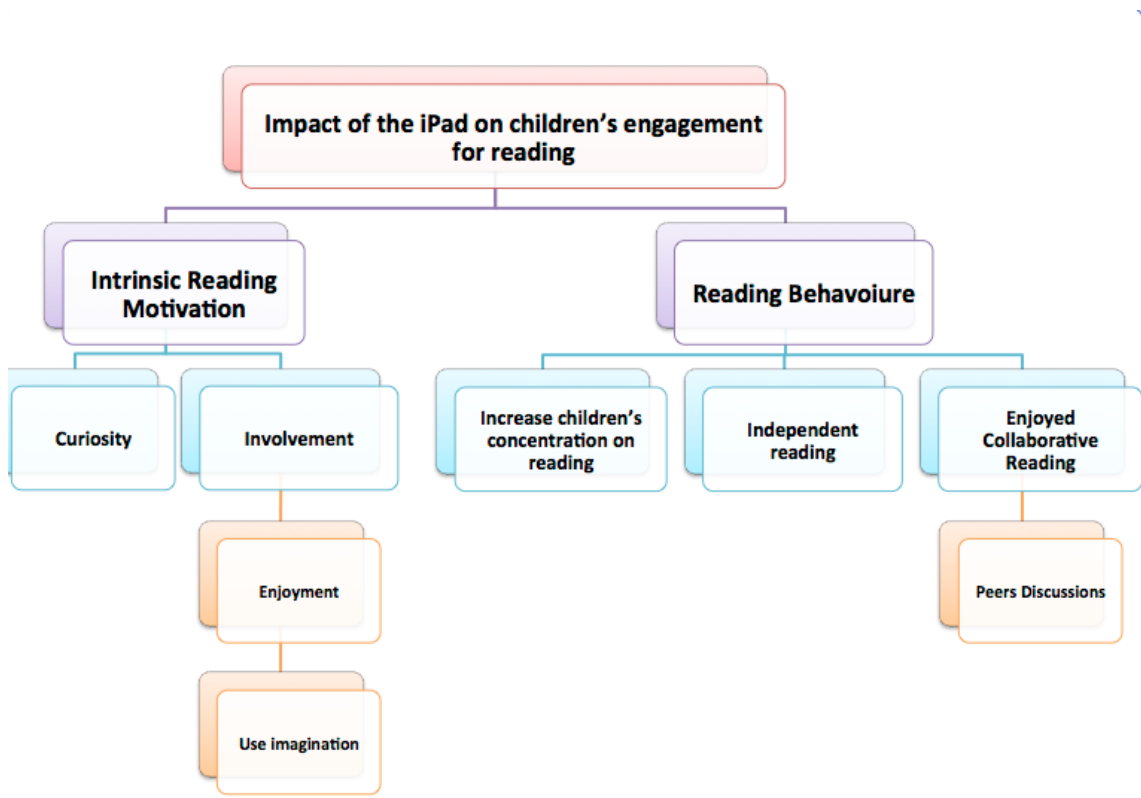 Impact of the iPad on children’s engagement
for reading
Intrinsic Reading
Motivation
Reading Behavoiure
Curiosity
Involvement
Increase children’s
concentration on
reading
Independent
reading
Enjoyed
Collaborative
Reading
Enjoyment
Peers Discussions
Use imagination